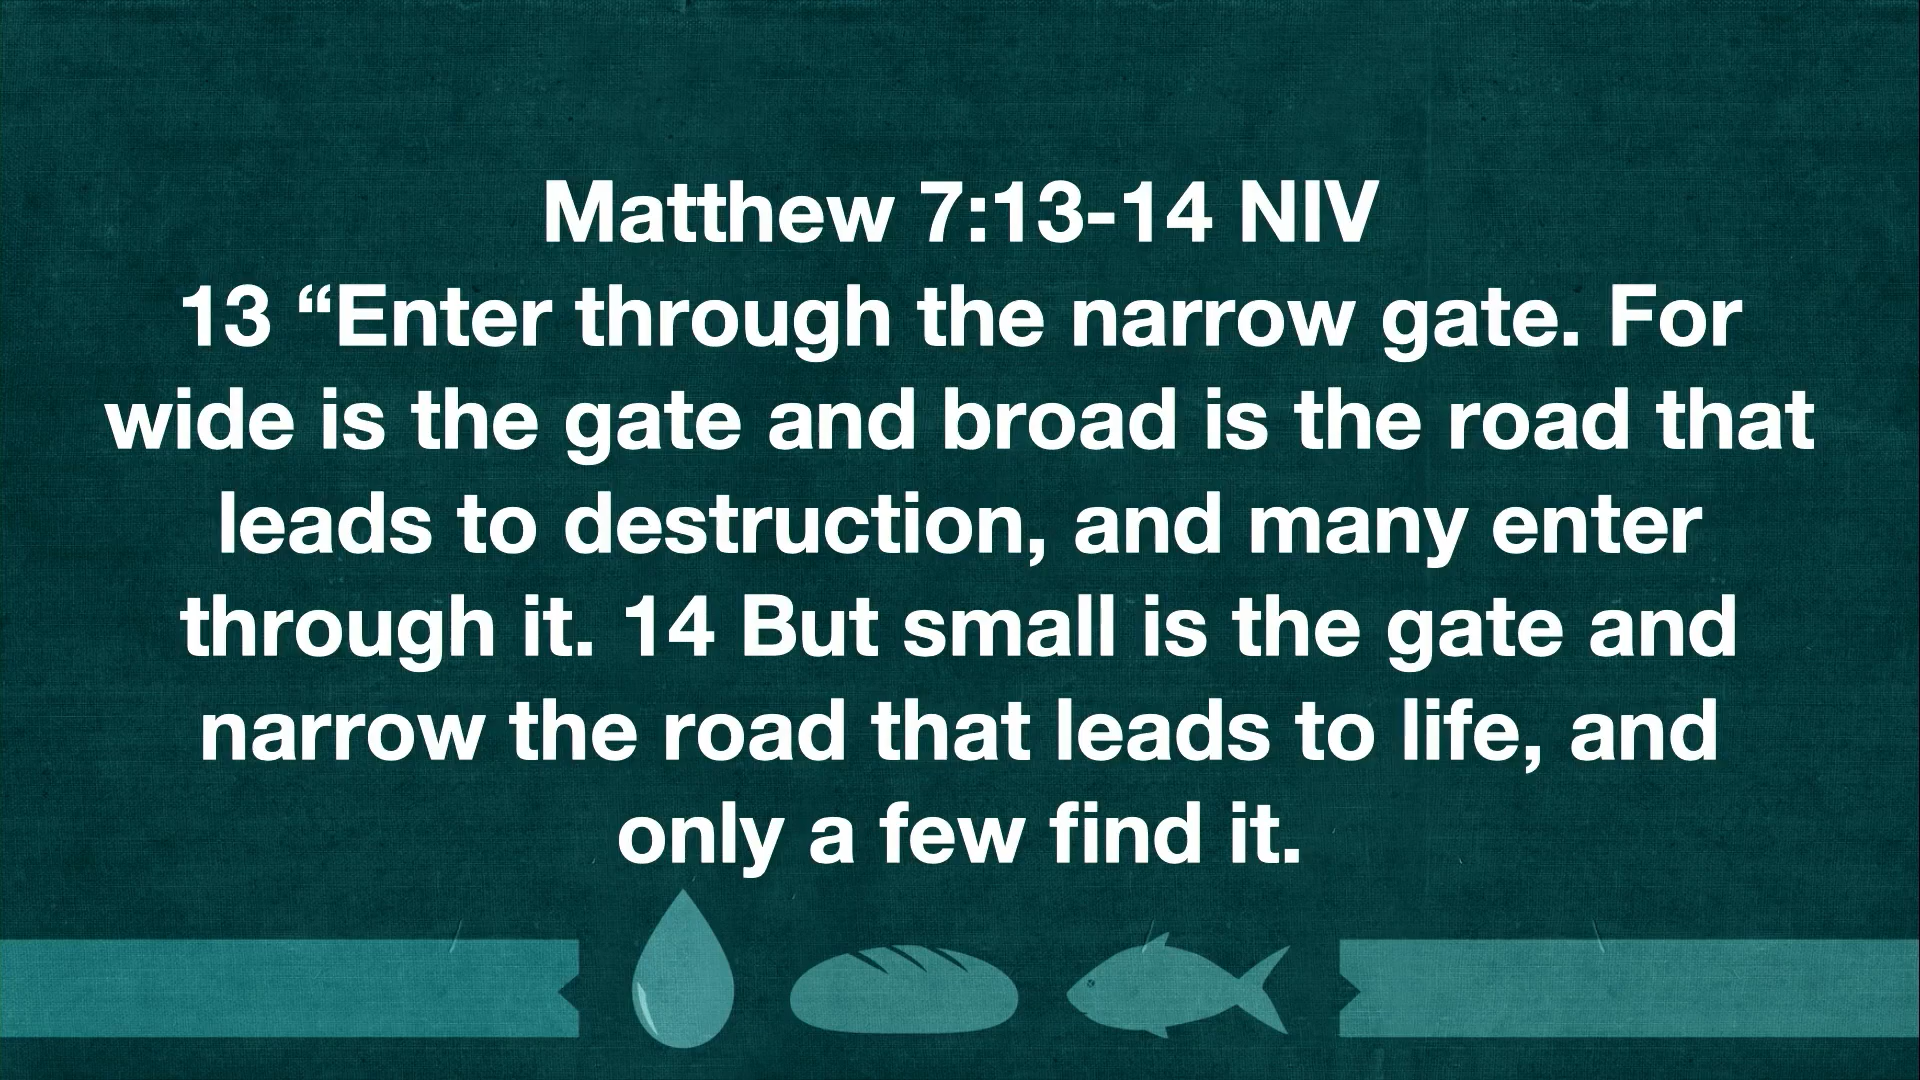 Matthew 7:13-14 NIV
13 “Enter through the narrow gate. For
wide is the gate and broad is the road that
leads to destruction, and many enter
through it. 14 But small is the gate and
narrow the road that leads to life, and
only a few find it.